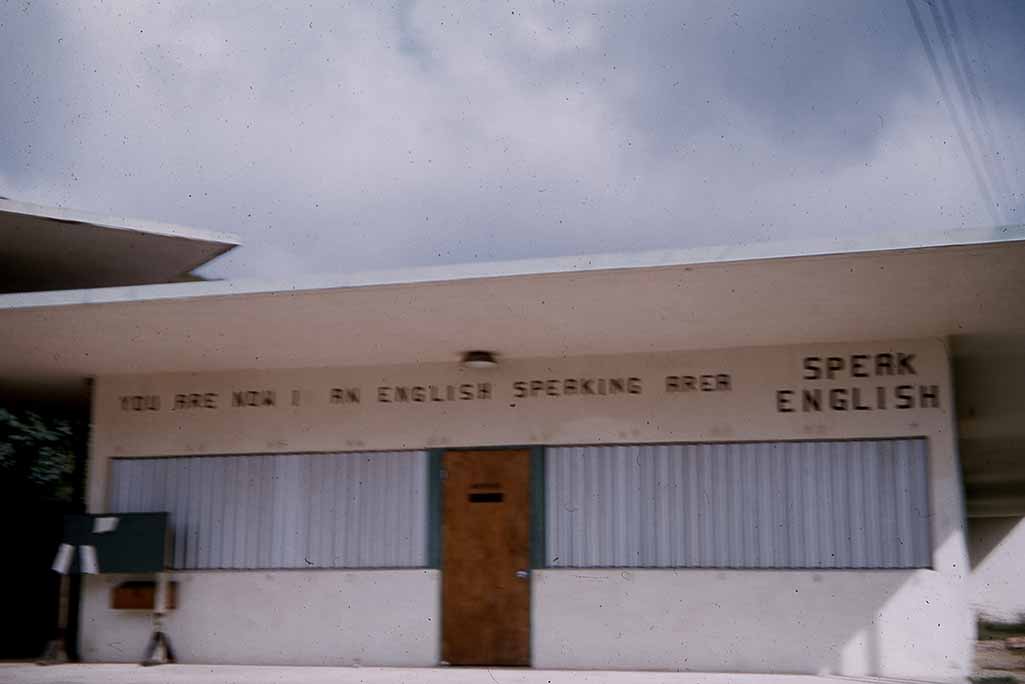 YOU ARE NOW I AN ENGLISH SPEAKING AREA
SPEAK
ENGLISH